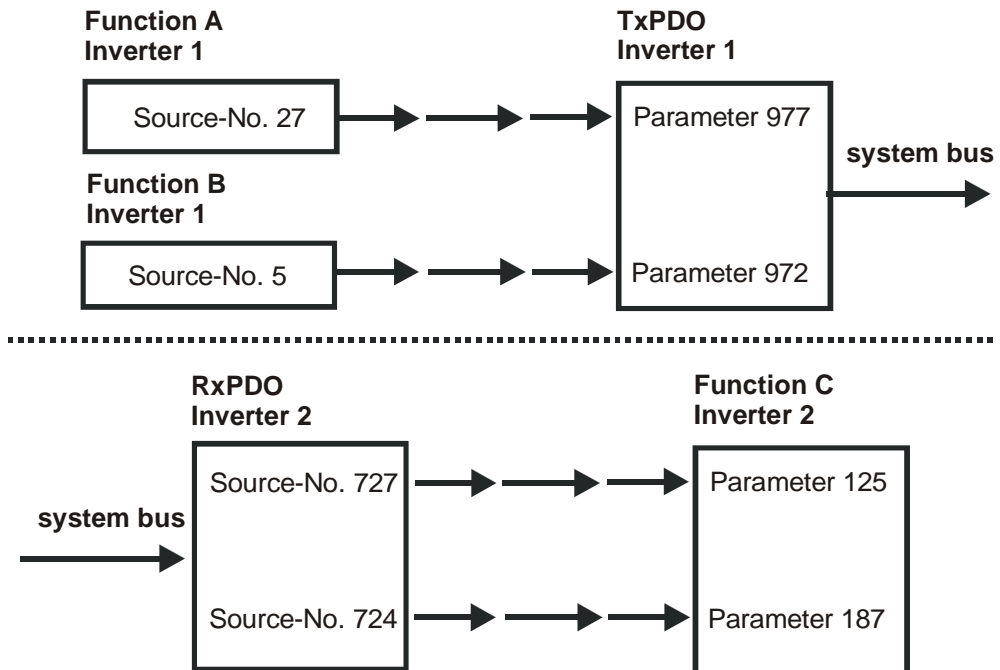 Function A
Inverter 1
Source-No. 27
Function B
Inverter 1
Source-No. 5
TxPDO
Inverter 1
Parameter 977
Parameter 972
system bus
RxPDO
Inverter 2
system bus
Source-No. 727
Source-No. 724
Function C
Inverter 2
Parameter 125
Parameter 187